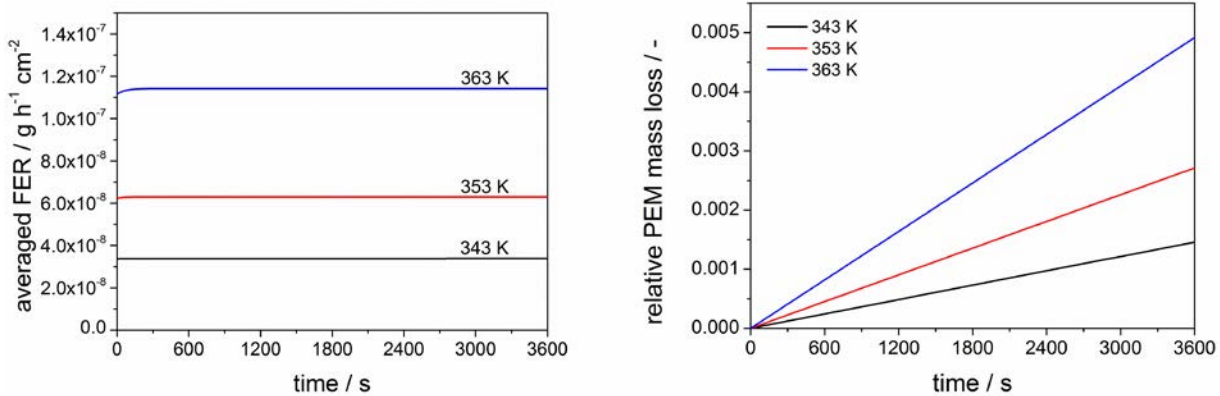 averaged FER / g h⁻¹ cm⁻²
1.4x10⁻⁷
1.2x10⁻⁷
1.0x10⁻⁷
8.0x10⁻⁸
6.0x10⁻⁸
4.0x10⁻⁸
2.0x10⁻⁸
0.0
363 K
353 K
343 K
0 600 1200 1800 2400 3000 3600
time / s
relative PEM mass loss / -
0.005
0.004
0.003
0.002
0.001
0.000
343 K
353 K
363 K
0 600 1200 1800 2400 3000 3600
time / s